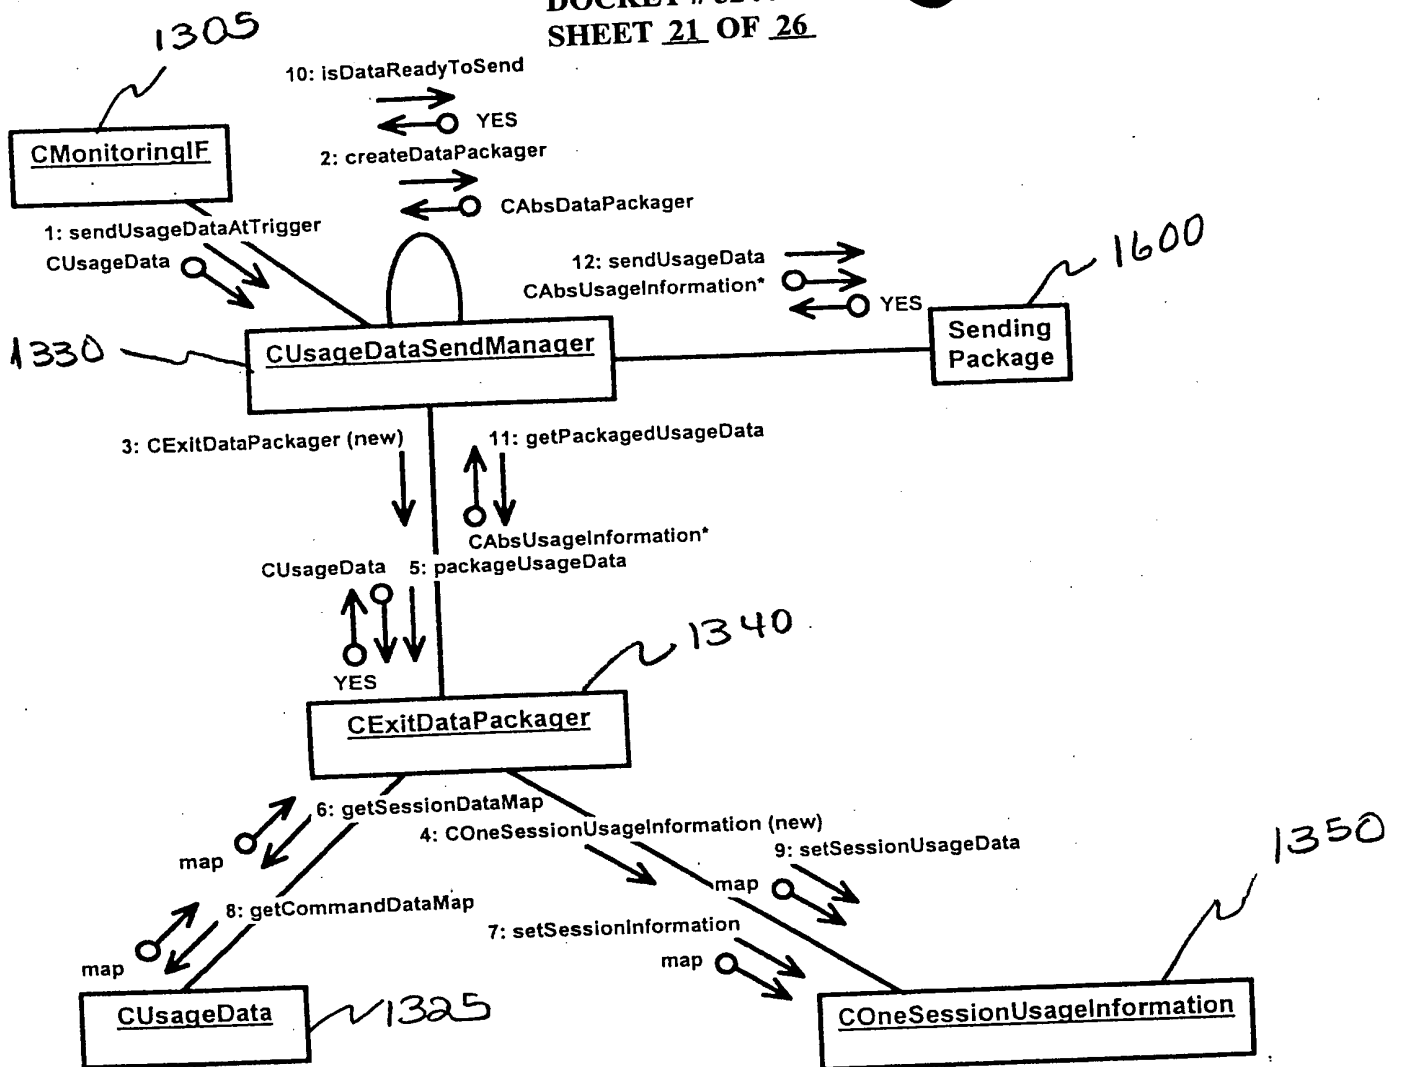 SHEET 21 OF 26
1305
10: isDataReadyToSend
YES
CMonitoringIF
2: createDataPackager
CAbsDataPackager
1: sendUsageDataAtTrigger
CUsageData
12: sendUsageData
CAbsUsageInformation*
YES
1600
Sending
Package
1330
CUsageDataSendManager
3: CExitDataPackager (new)
11: getPackagedUsageData
CAbsUsageInformation*
CUsageData
5: packageUsageData
YES
1340
CExitDataPackager
6: getSessionDataMap
map
4: COneSessionUsageInformation (new)
9: setSessionUsageData
map
1350
8: getCommandDataMap
map
7: setSessionInformation
map
CUsageData
1325
COneSessionUsageInformation